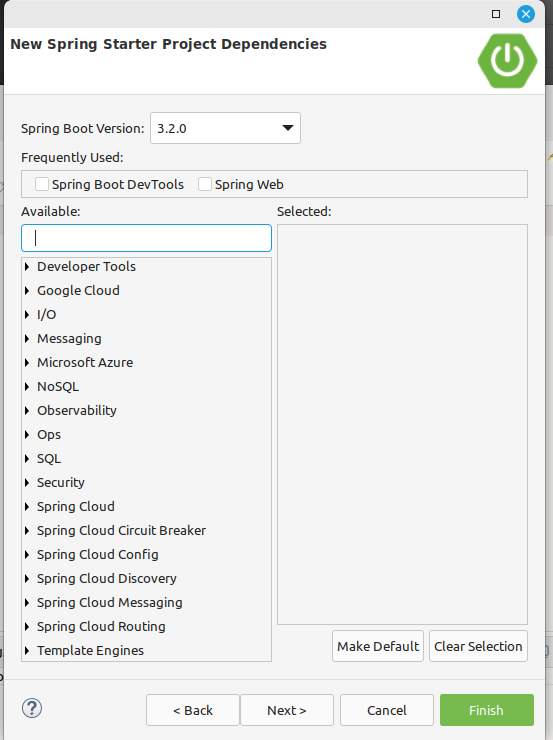 New Spring Starter Project Dependencies
Spring Boot Version: 3.2.0
Frequently Used:
Spring Boot DevTools Spring Web
Available: Selected:
Developer Tools
Google Cloud
I/O
Messaging
Microsoft Azure
NoSQL
Observability
Ops
SQL
Security
Spring Cloud
Spring Cloud Circuit Breaker
Spring Cloud Config
Spring Cloud Discovery
Spring Cloud Messaging
Spring Cloud Routing
Template Engines
Make Default Clear Selection
? < Back Next > Cancel Finish